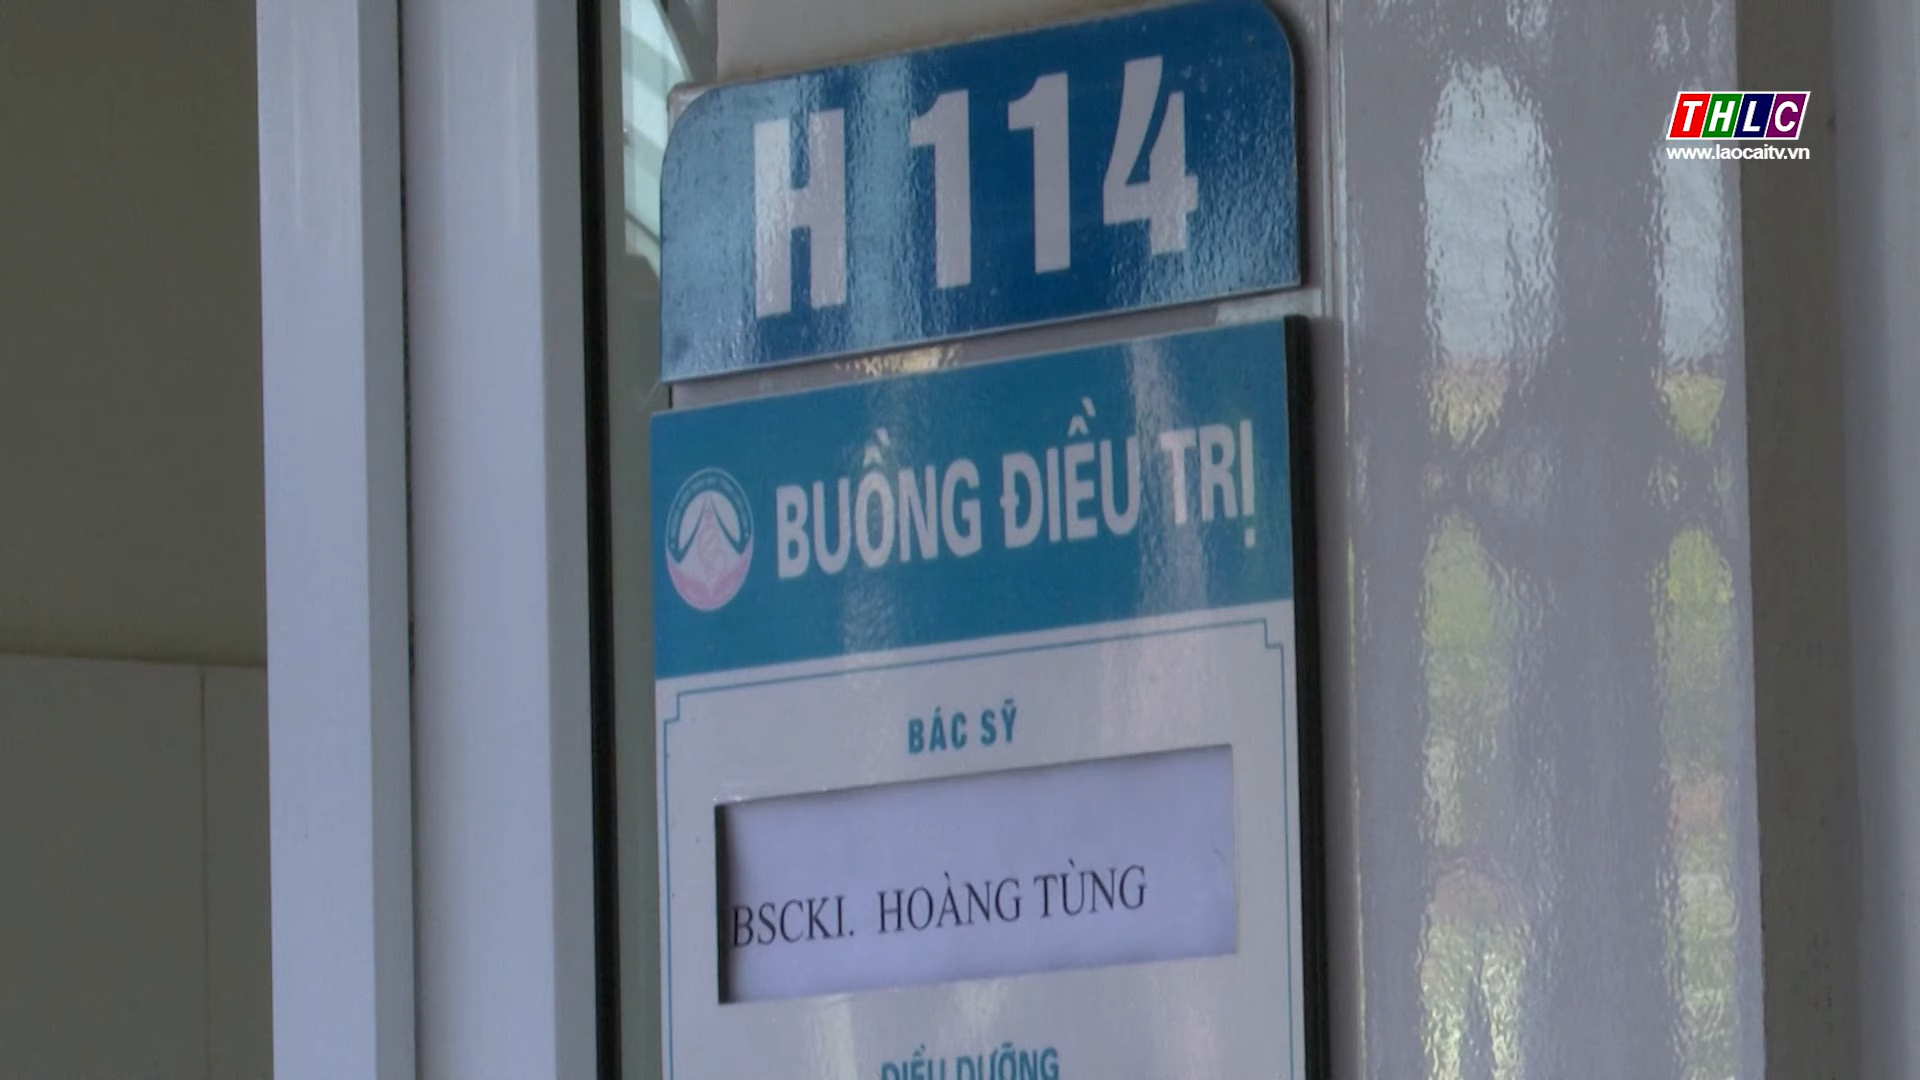 H 114
THLC
www.laocaitv.vn
BUỒNG ĐIỀU TRỊ
BÁC SỸ
BSCKI. HOÀNG TÙNG
ĐIỀU DƯỠNG